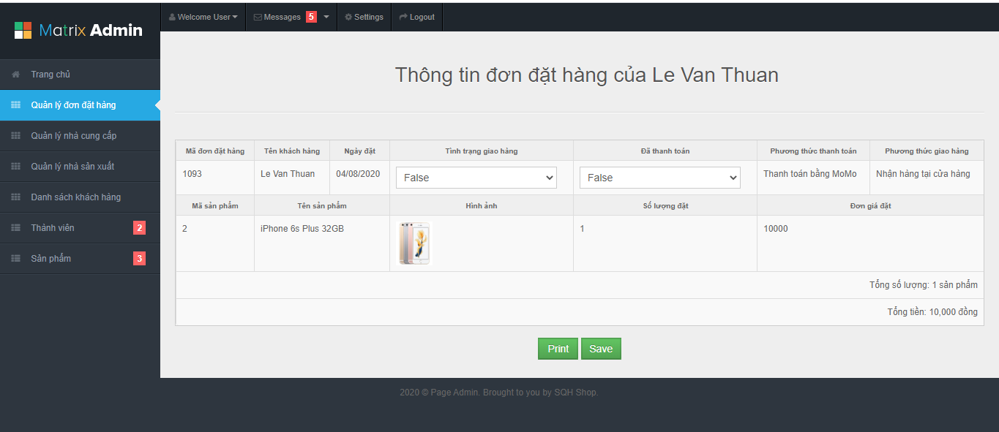 Matrix Admin
Welcome User
Messages 5
Settings
Logout
Trang chủ
Quản lý đơn đặt hàng
Quản lý nhà cung cấp
Quản lý nhà sản xuất
Danh sách khách hàng
Thành viên 2
Sản phẩm 3
Thông tin đơn đặt hàng của Le Van Thuan
Mã đơn đặt hàng Tên khách hàng Ngày đặt Tình trạng giao hàng Đã thanh toán Phương thức thanh toán Phương thức giao hàng
1093 Le Van Thuan 04/08/2020 False False Thanh toán bằng MoMo Nhận hàng tại cửa hàng
Mã sản phẩm Tên sản phẩm Hình ảnh Số lượng đặt Đơn giá đặt
2 iPhone 6s Plus 32GB 1 10000
Tổng số lượng: 1 sản phẩm
Tổng tiền: 10,000 đồng
Print Save
2020 © Page Admin. Brought to you by SQH Shop.